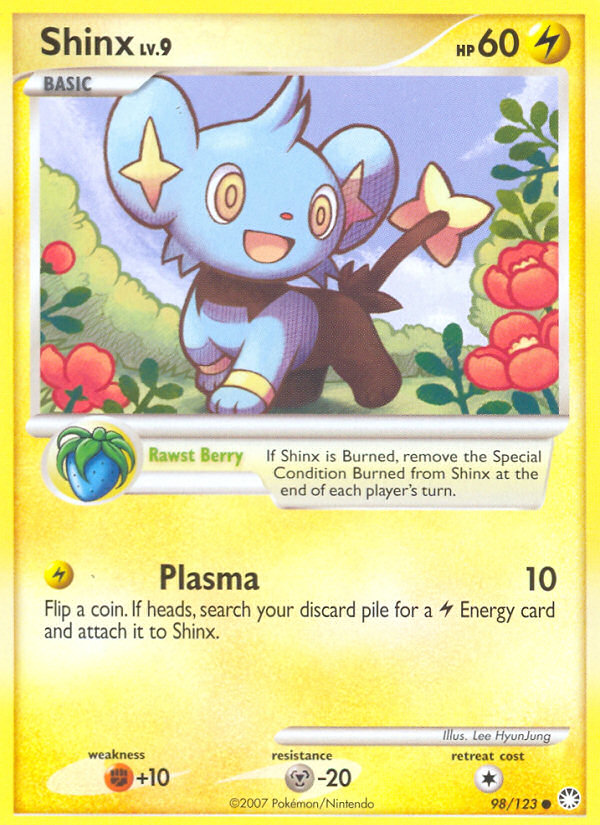 Shinx LV.9
HP 60
BASIC
Rawst Berry
If Shinx is Burned, remove the Special
Condition Burned from Shinx at the
end of each player's turn.
Plasma 10
Flip a coin. If heads, search your discard pile for a Energy card
and attach it to Shinx.
Illus. Lee HyunJung
weakness resistance retreat cost
+10 -20
©2007 Pokémon/Nintendo
98/123